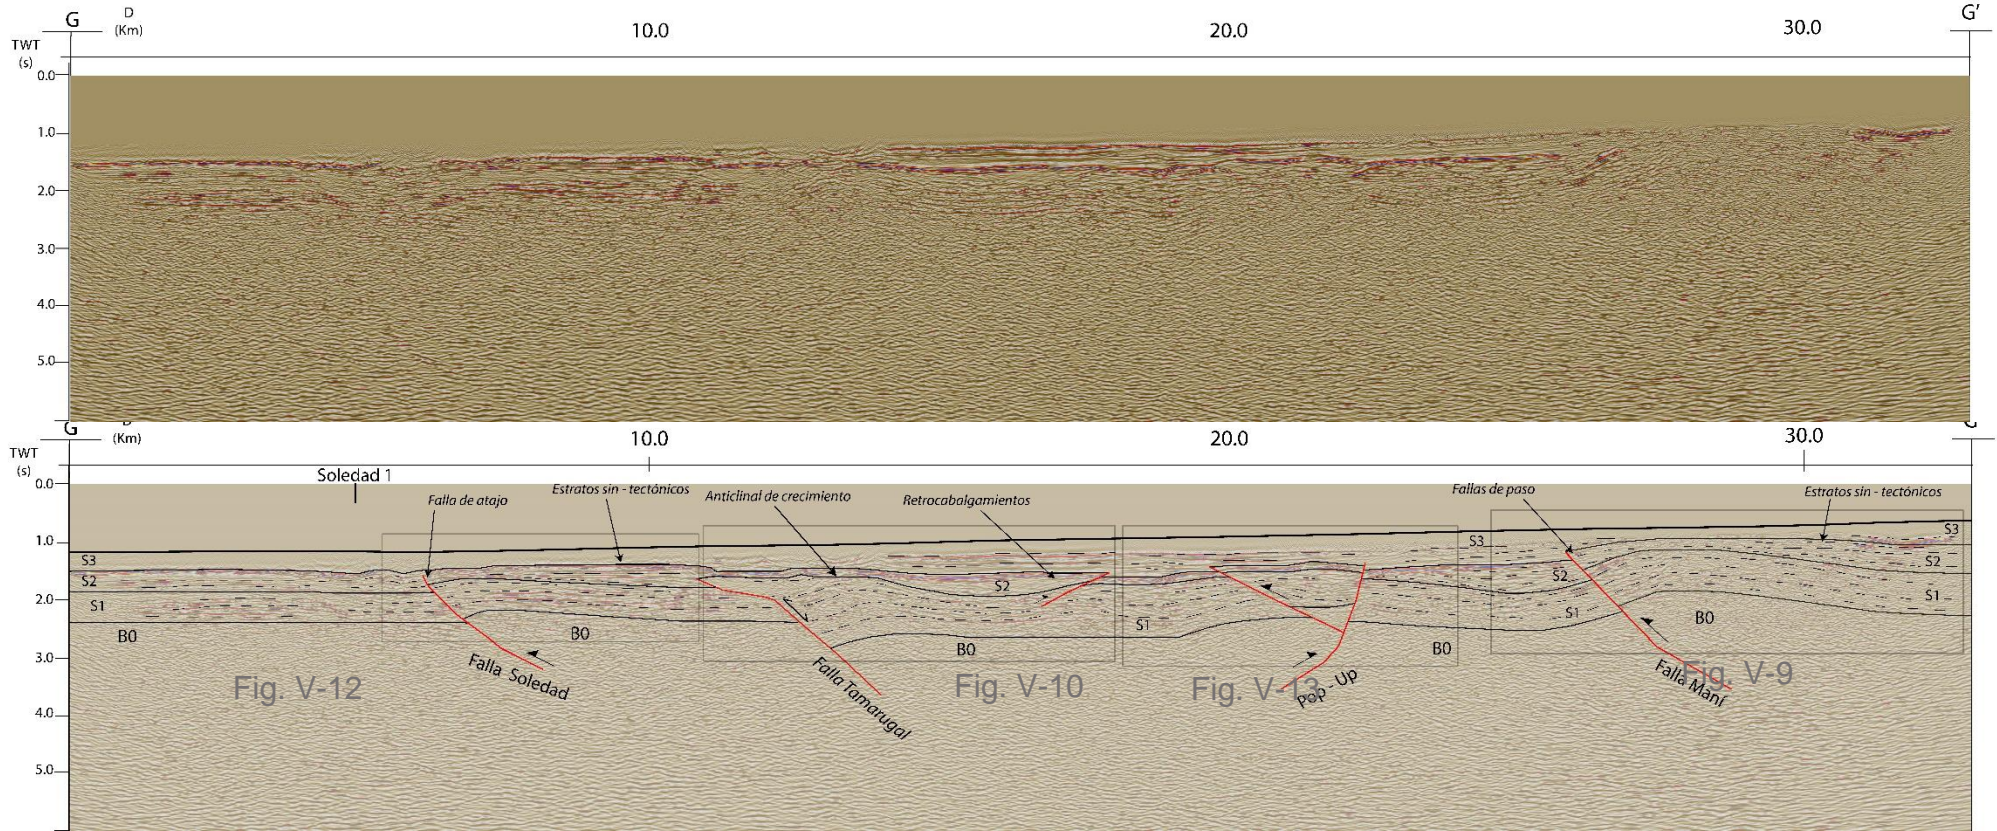 G D G'
(Km) 10.0 20.0 30.0
TWT
(s)
0.0
1.0
2.0
3.0
4.0
5.0
G G
(Km) 10.0 20.0 30.0
TWT
(s)
0.0
Soledad 1
Falla de atajo Estratos sin - tectónicos Anticlinal de crecimiento Retrocabalgamientos Fallas de paso Estratos sin - tectónicos
1.0
S3 S3 S3
S2 S2 S2 S2
2.0
S1 S1 S1 S1
B0 B0 B0 B0 B0
3.0
Falla Soledad Falla Tamarugal Pop - Up Falla Maní
Fig. V-12 Fig. V-10 Fig. V-13 Fig. V-9
4.0
5.0